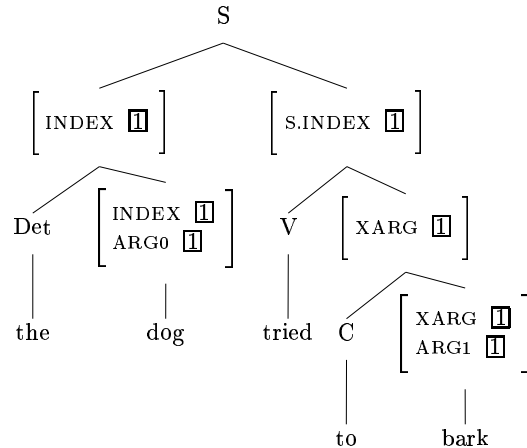 S
INDEX 1 S.INDEX 1
Det INDEX 1 V XARG 1
ARG0 1
the dog tried C XARG 1
ARG1 1
to bark